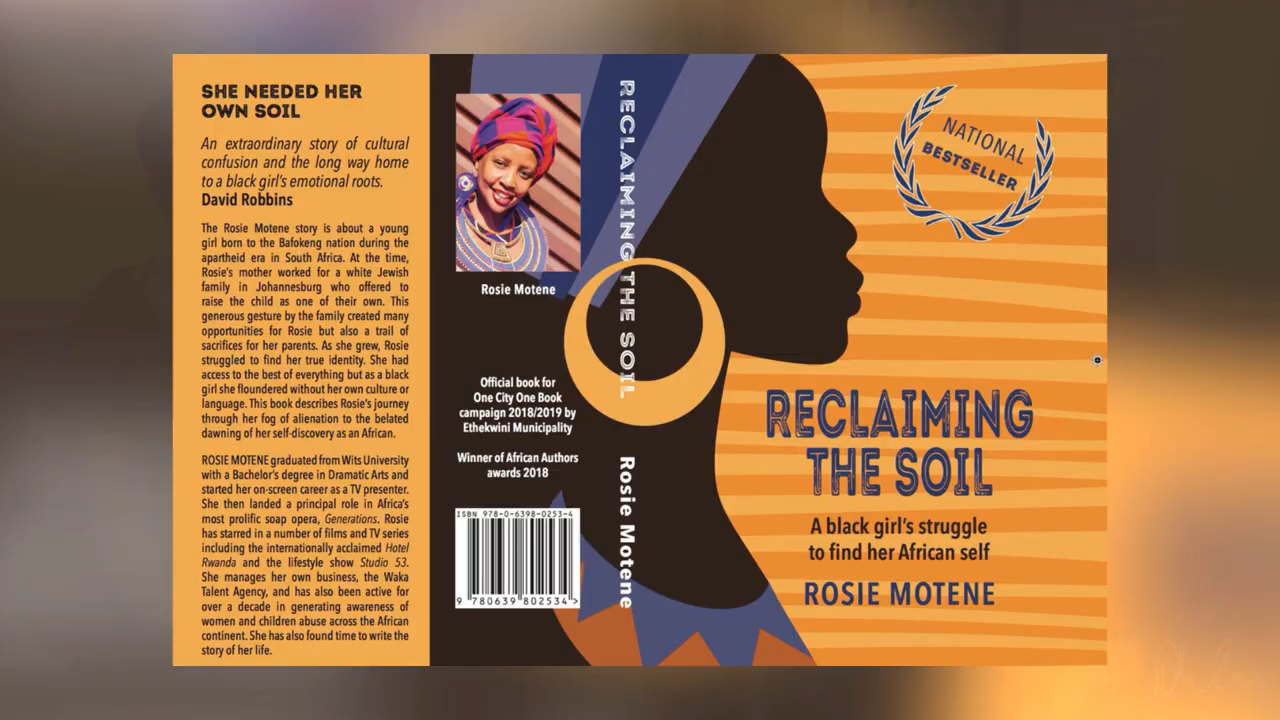 SHE NEEDED HER
OWN SOIL
An extraordinary story of cultural
confusion and the long way home
to a black girl's emotional roots.
David Robbins
The Rosie Motene story is about a young
girl born to the Bafokeng nation during the
apartheid era in South Africa. At the time,
Rosie's mother worked for a white Jewish
family in Johannesburg who offered to
raise the child as one of their own. This
generous gesture by the family created many
opportunities for Rosie but also a trail of
sacrifices for her parents. As she grew, Rosie
struggled to find her true identity. She had
access to the best of everything but as a black
girl she floundered without her own culture or
language. This book describes Rosie's journey
through her fog of alienation to the belated
dawning of her self-discovery as an African.
ROSIE MOTENE graduated from Wits University
with a Bachelor's degree in Dramatic Arts and
started her on-screen career as a TV presenter.
She then landed a principal role in Africa's
most prolific soap opera, Generations. Rosie
has starred in a number of films and TV series
including the internationally acclaimed Hotel
Rwanda and the lifestyle show Studio 53.
She manages her own business, the Waka
Talent Agency, and has also been active for
over a decade in generating awareness of
women and children abuse across the African
continent. She has also found time to write the
story of her life.
Rosie Motene
Official book for
One City One Book
campaign 2018/2019 by
Ethekwini Municipality
Winner of African Authors
awards 2018
ISBN 978-0-6398-0253-4
9 780639 802534 >
RECLAIMING THE SOIL
Rosie Motene
NATIONAL
BESTSELLER
RECLAIMING
THE SOIL
A black girl's struggle
to find her African self
ROSIE MOTENE